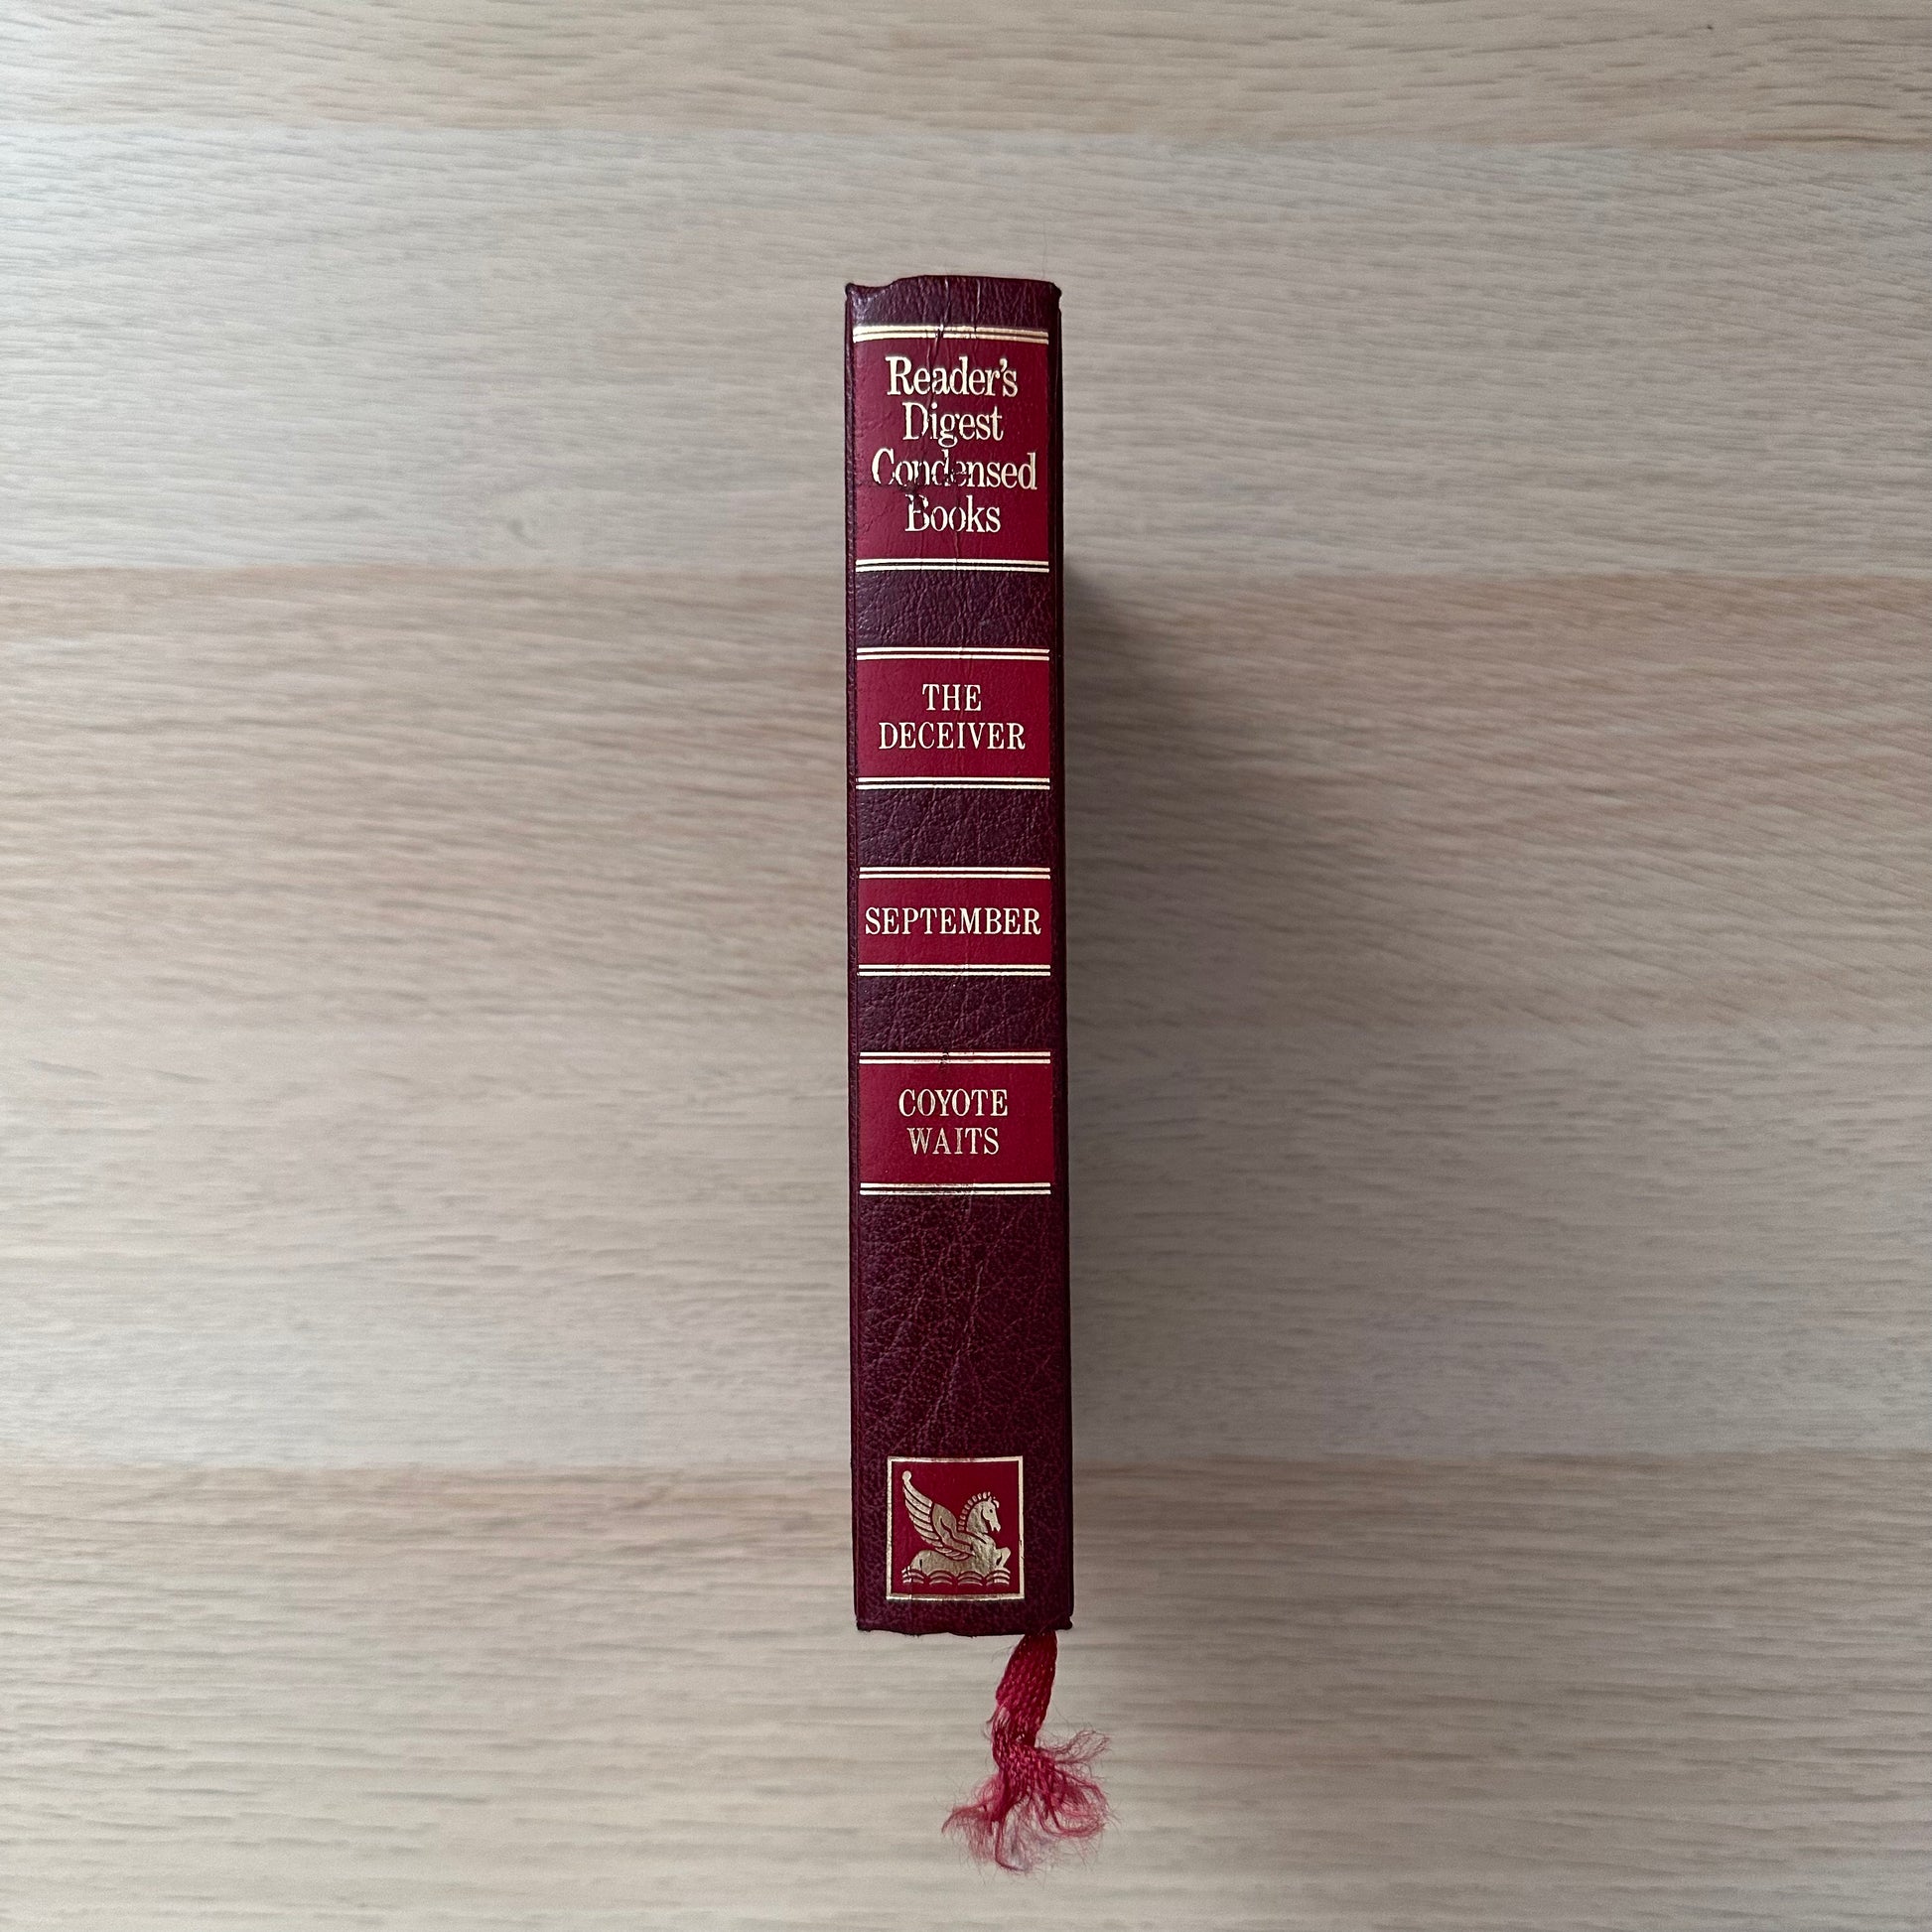 Reader's
Digest
Condensed
Books
THE
DECEIVER
SEPTEMBER
COYOTE
WAITS